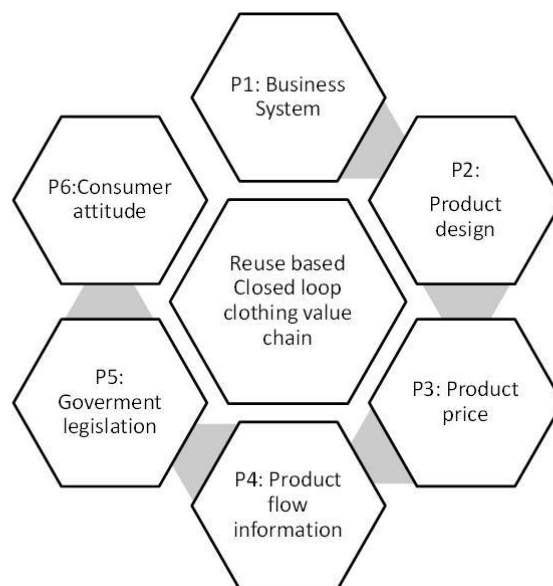 P1: Business
System
P2:
Product
design
P3: Product
price
P4: Product
flow
information
P5:
Goverment
legislation
P6:Consumer
attitude
Reuse based
Closed loop
clothing value
chain